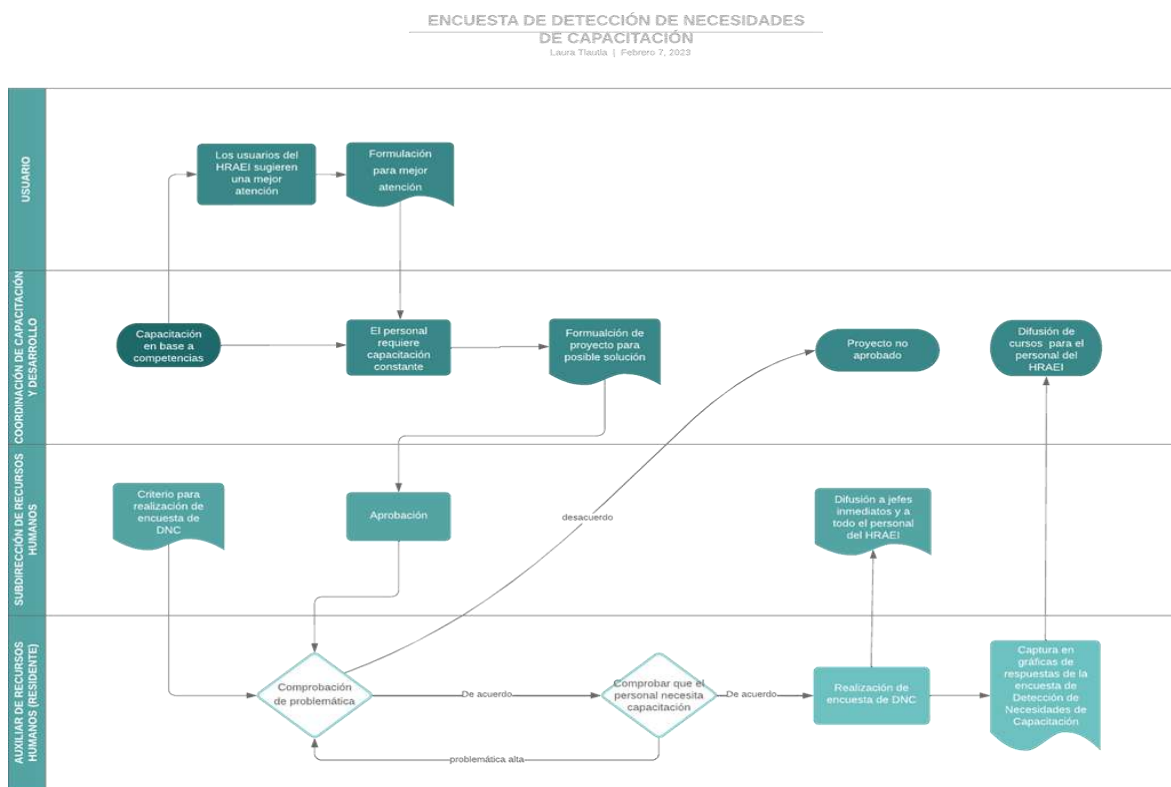 ENCUESTA DE DETECCIÓN DE NECESIDADES
DE CAPACITACIÓN
Laura Tlautla | Febrero 7, 2023
USUARIO
Los usuarios del
HRAEI sugieren
una mejor
atención
Formulación
para mejor
atención
COORDINACIÓN DE CAPACITACIÓN
Y DESARROLLO
Capacitación
en base a
competencias
El personal
requiere
capacitación
constante
Formualción de
proyecto para
posible solución
Proyecto no
aprobado
Difusión de
cursos para el
personal del
HRAEI
SUBDIRECCIÓN DE RECURSOS
HUMANOS
Criterio para
realización de
encuesta de
DNC
Aprobación
desacuerdo
Difusión a jefes
inmediatos y a
todo el personal
del HRAEI
AUXILIAR DE RECURSOS
HUMANOS (RESIDENTE)
Comprobación
de problemática
De acuerdo
Comprobar que el
personal necesita
capacitación
De acuerdo
Realización de
encuesta de DNC
Captura en
gráficas de
respuestas de la
encuesta de
Detección de
Necesidades de
Capacitación
problemática alta